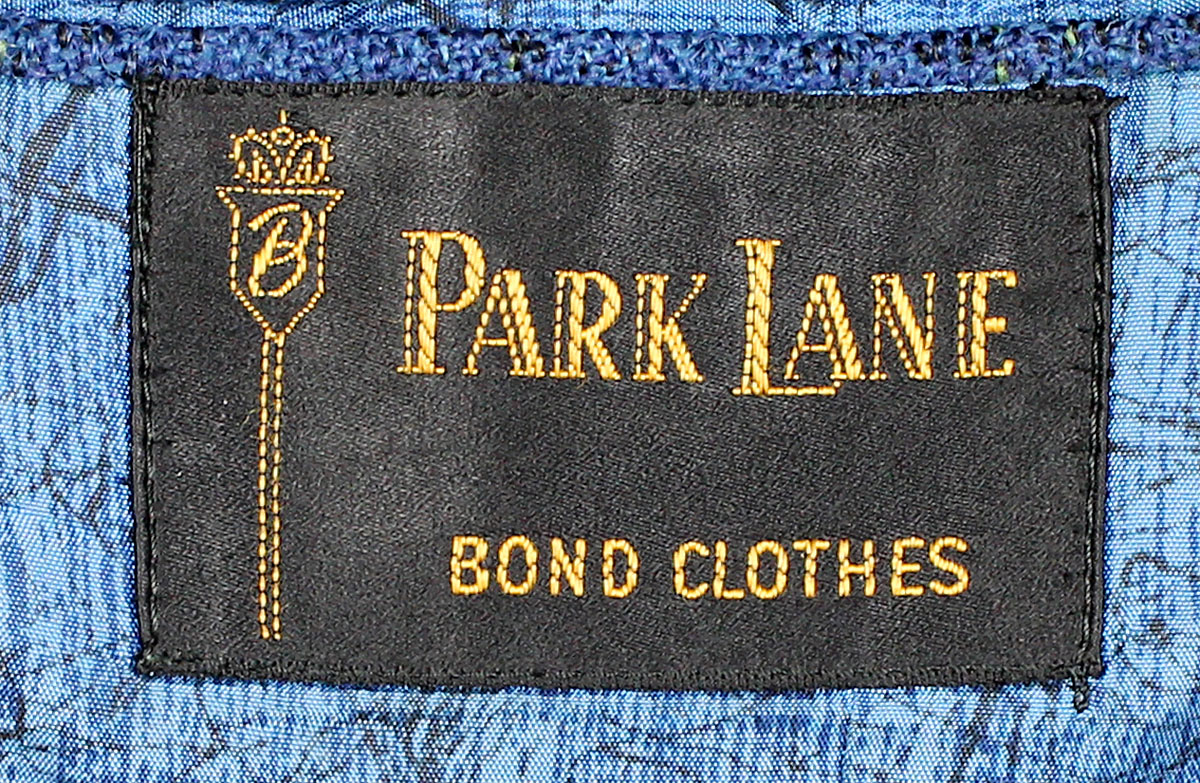 B
PARK LANE
BOND CLOTHES